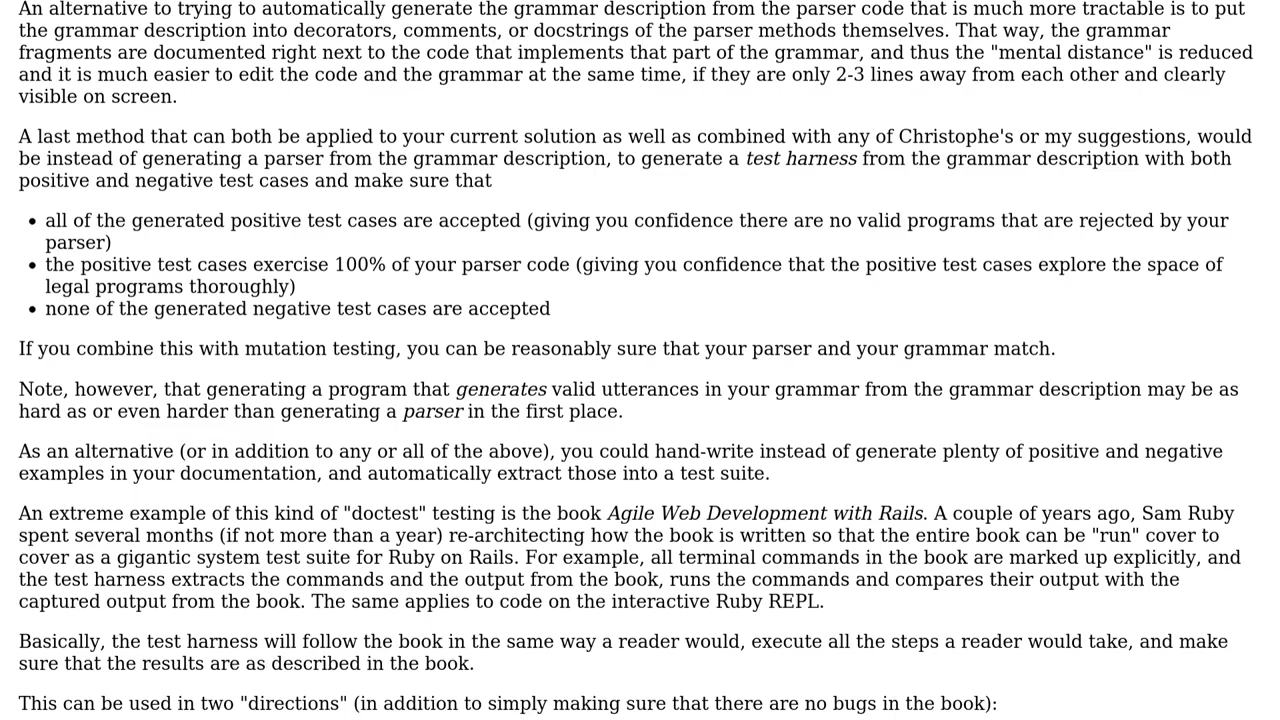 An alternative to trying to automatically generate the grammar description from the parser code that is much more tractable is to put
the grammar description into decorators, comments, or docstrings of the parser methods themselves. That way, the grammar
fragments are documented right next to the code that implements that part of the grammar, and thus the "mental distance" is reduced
and it is much easier to edit the code and the grammar at the same time, if they are only 2-3 lines away from each other and clearly
visible on screen.
A last method that can both be applied to your current solution as well as combined with any of Christophe's or my suggestions, would
be instead of generating a parser from the grammar description, to generate a test harness from the grammar description with both
positive and negative test cases and make sure that
• all of the generated positive test cases are accepted (giving you confidence there are no valid programs that are rejected by your
parser)
• the positive test cases exercise 100% of your parser code (giving you confidence that the positive test cases explore the space of
legal programs thoroughly)
• none of the generated negative test cases are accepted
If you combine this with mutation testing, you can be reasonably sure that your parser and your grammar match.
Note, however, that generating a program that generates valid utterances in your grammar from the grammar description may be as
hard as or even harder than generating a parser in the first place.
As an alternative (or in addition to any or all of the above), you could hand-write instead of generate plenty of positive and negative
examples in your documentation, and automatically extract those into a test suite.
An extreme example of this kind of "doctest" testing is the book Agile Web Development with Rails. A couple of years ago, Sam Ruby
spent several months (if not more than a year) re-architecting how the book is written so that the entire book can be "run" cover to
cover as a gigantic system test suite for Ruby on Rails. For example, all terminal commands in the book are marked up explicitly, and
the test harness extracts the commands and the output from the book, runs the commands and compares their output with the
captured output from the book. The same applies to code on the interactive Ruby REPL.
Basically, the test harness will follow the book in the same way a reader would, execute all the steps a reader would take, and make
sure that the results are as described in the book.
This can be used in two "directions" (in addition to simply making sure that there are no bugs in the book):